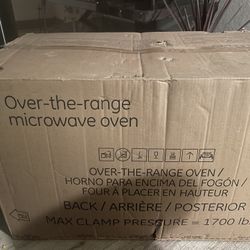 Over-the-range
microwave oven
OVER-THE-RANGE OVEN /
HORNO PARA ENCIMA DEL FOGÓN /
FOUR À PLACER EN HAUTEUR
BACK / ARRIÈRE / POSTERIOR
MAX CLAMP PRESSURE = 1700 lb